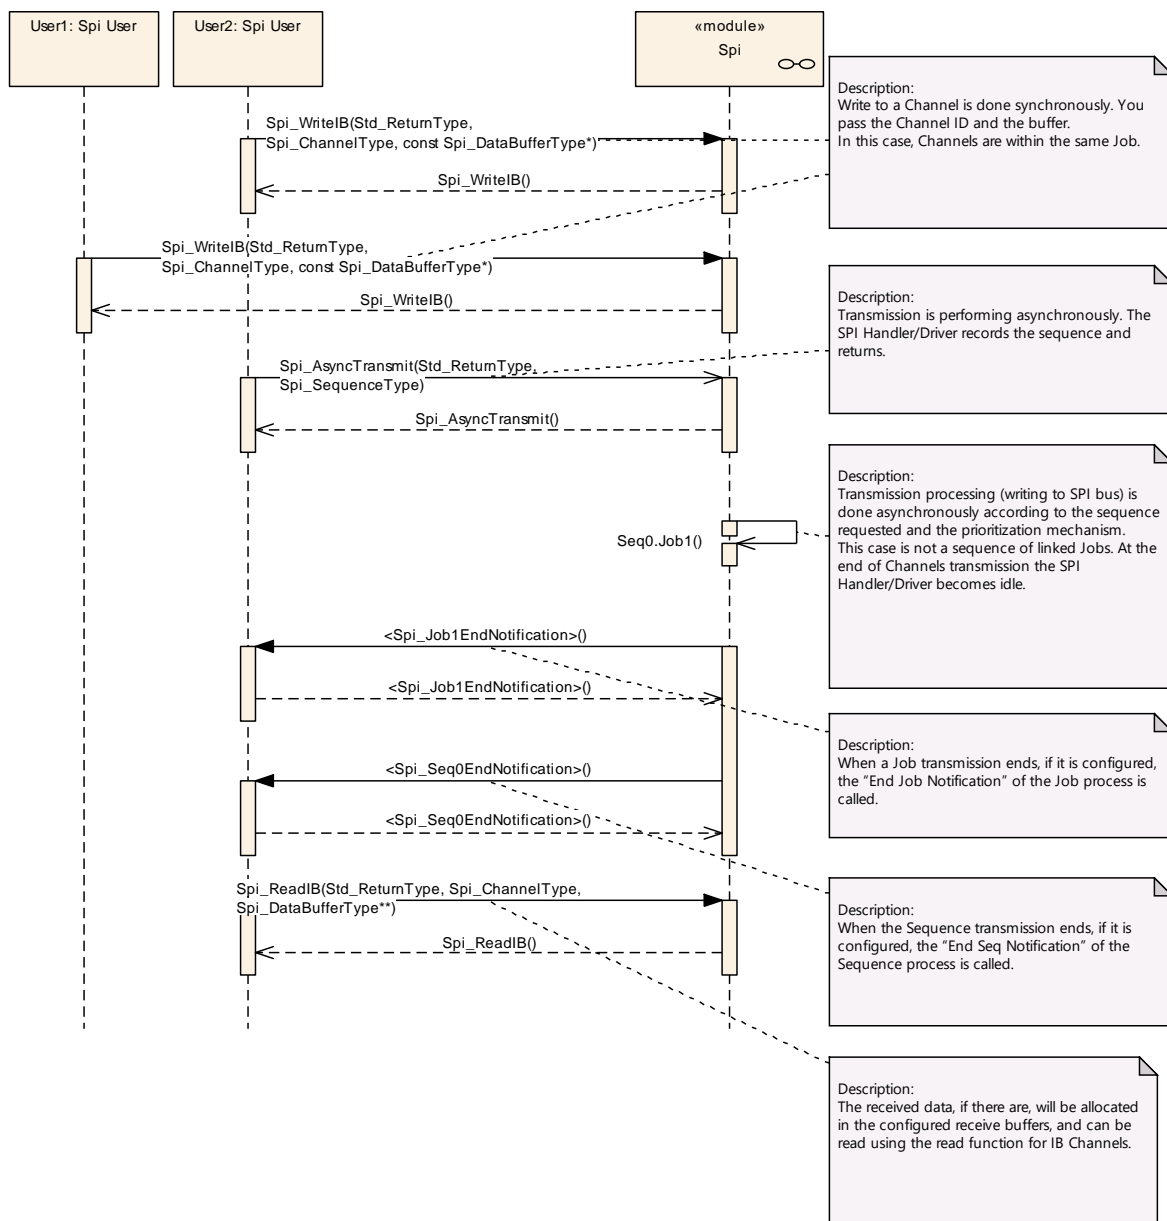 User1: Spi User
User2: Spi User
«module»
Spi
Description:
Write to a Channel is done synchronously. You
pass the Channel ID and the buffer.
In this case, Channels are within the same Job.
Spi_WriteIB(Std_ReturnType,
Spi_ChannelType, const Spi_DataBufferType*)
Spi_WriteIB()
Spi_WriteIB(Std_ReturnType,
Spi_ChannelType, const Spi_DataBufferType*)
Spi_WriteIB()
Description:
Transmission is performing asynchronously. The
SPI Handler/Driver records the sequence and
returns.
Spi_AsyncTransmit(Std_ReturnType,
Spi_SequenceType)
Spi_AsyncTransmit()
Description:
Transmission processing (writing to SPI bus) is
done asynchronously according to the sequence
requested and the prioritization mechanism.
This case is not a sequence of linked Jobs. At the
end of Channels transmission the SPI
Handler/Driver becomes idle.
Seq0.Job1()
<Spi_Job1EndNotification>()
<Spi_Job1EndNotification>()
Description:
When a Job transmission ends, if it is configured,
the “End Job Notification” of the Job process is
called.
<Spi_Seq0EndNotification>()
<Spi_Seq0EndNotification>()
Spi_ReadIB(Std_ReturnType, Spi_ChannelType,
Spi_DataBufferType**)
Spi_ReadIB()
Description:
When the Sequence transmission ends, if it is
configured, the “End Seq Notification” of the
Sequence process is called.
Description:
The received data, if there are, will be allocated
in the configured receive buffers, and can be
read using the read function for IB Channels.